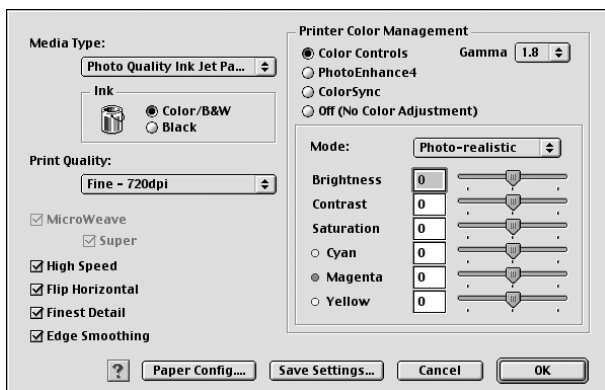 Media Type:
Photo Quality Ink Jet Pa...
Ink
Color/B&W
Black
Print Quality:
Fine - 720dpi
MicroWeave
Super
High Speed
Flip Horizontal
Finest Detail
Edge Smoothing
Printer Color Management
Color Controls
Gamma 1.8
PhotoEnhance4
ColorSync
Off (No Color Adjustment)
Mode: Photo-realistic
Brightness 0
Contrast 0
Saturation 0
Cyan 0
Magenta 0
Yellow 0
? Paper Config.... Save Settings... Cancel OK